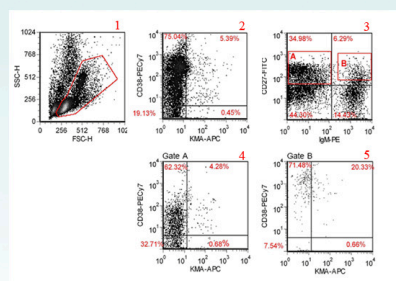 1
1024
768
512
256
0
SSC-H
0 256 512 768
FSC-H
2
75.04%
5.39%
19.13%
0.45%
CD38-PECy7
KMA-APC
3
34.98%
6.29%
A
B
44.30%
CD27-FITC
IgM-PE
Gate A
4
62.32%
4.28%
32.71%
0.68%
CD38-PECy7
KMA-APC
Gate B
5
71.48%
20.33%
7.54%
0.66%
CD38-PECy7
KMA-APC